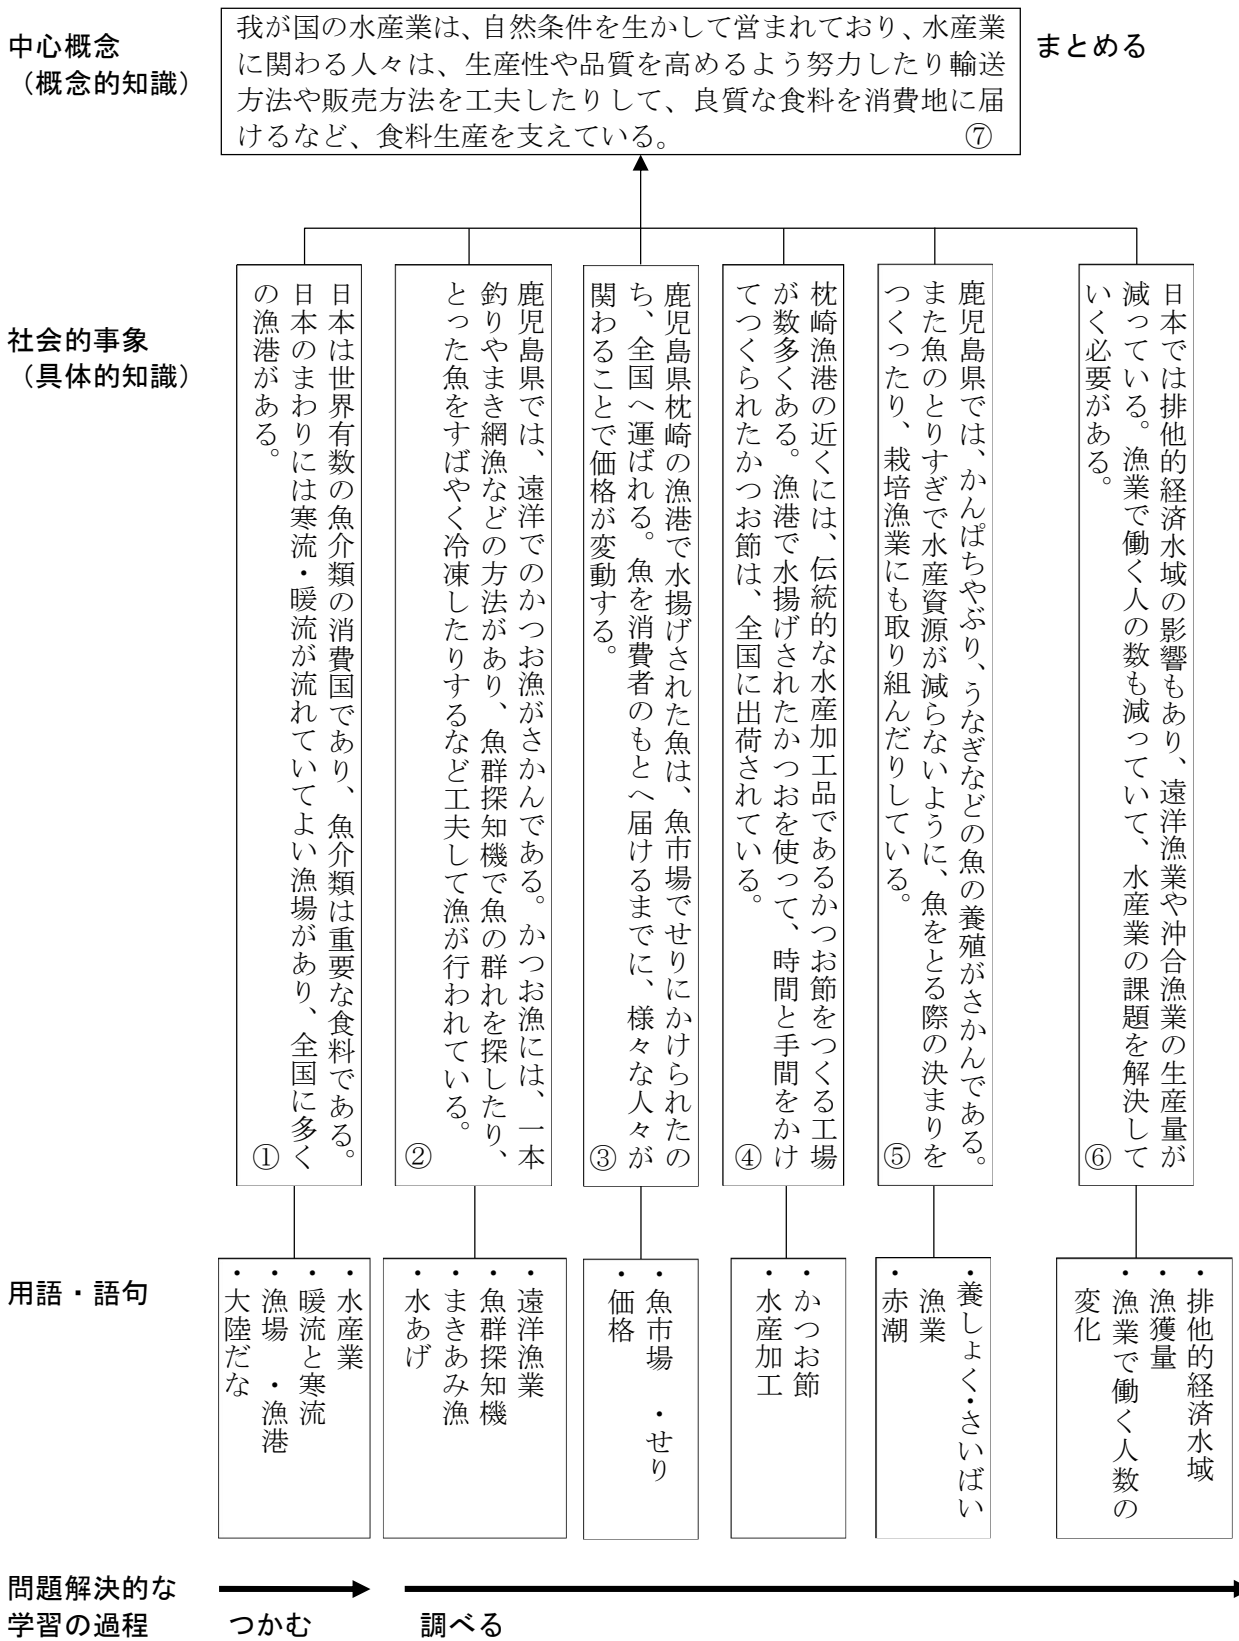 中心概念
（概念的知識）
我が国の水産業は、自然条件を生かして営まれており、水産業
に関わる人々は、生産性や品質を高めるよう努力したり輸送
方法や販売方法を工夫したりして、良質な食料を消費地に届
けるなど、食料生産を支えている。 ⑦
まとめる
社会的事象
（具体的知識）
日本は世界有数の魚介類の消費国であり、魚介類は重要な食料である。
日本のまわりには寒流・暖流が流れていてよい漁場があり、全国に多く
の漁港がある。 ①
鹿児島県では、遠洋でのかつお漁がさかんである。かつお漁には、一本
釣りやまき網漁などの方法があり、魚群探知機で魚の群れを探したり、
とった魚をすばやく冷凍したりするなど工夫して漁が行われている。
②
鹿児島県枕崎の漁港で水揚げされた魚は、魚市場でせりにかけられたの
ち、全国へ運ばれる。魚を消費者のもとへ届けるまでに、様々な人々が
関わることで価格が変動する。 ③
枕崎漁港の近くには、伝統的な水産加工品であるかつお節をつくる工場
が数多くある。漁港で水揚げされたかつおを使って、時間と手間をかけ
てつくられたかつお節は、全国に出荷されている。 ④
鹿児島県では、かんぱちやぶり、うなぎなどの魚の養殖がさかんである。
また魚のとりすぎで水産資源が減らないように、魚をとる際の決まりを
つくったり、栽培漁業にも取り組んだりしている。 ⑤
日本では排他的経済水域の影響もあり、遠洋漁業や沖合漁業の生産量が
減っている。漁業で働く人の数も減っていて、水産業の課題を解決して
いく必要がある。 ⑥
用語・語句
・水産業
・暖流と寒流
・漁場 ・漁港
・大陸だな
・遠洋漁業
・魚群探知機
・まきあみ漁
・水あげ
・魚市場 ・せり
・価格
・かつお節
・水産加工
・養しょく・さいばい
漁業
・赤潮
・排他的経済水域
・漁獲量
・漁業で働く人数の
変化
問題解決的な
学習の過程
つかむ
調べる